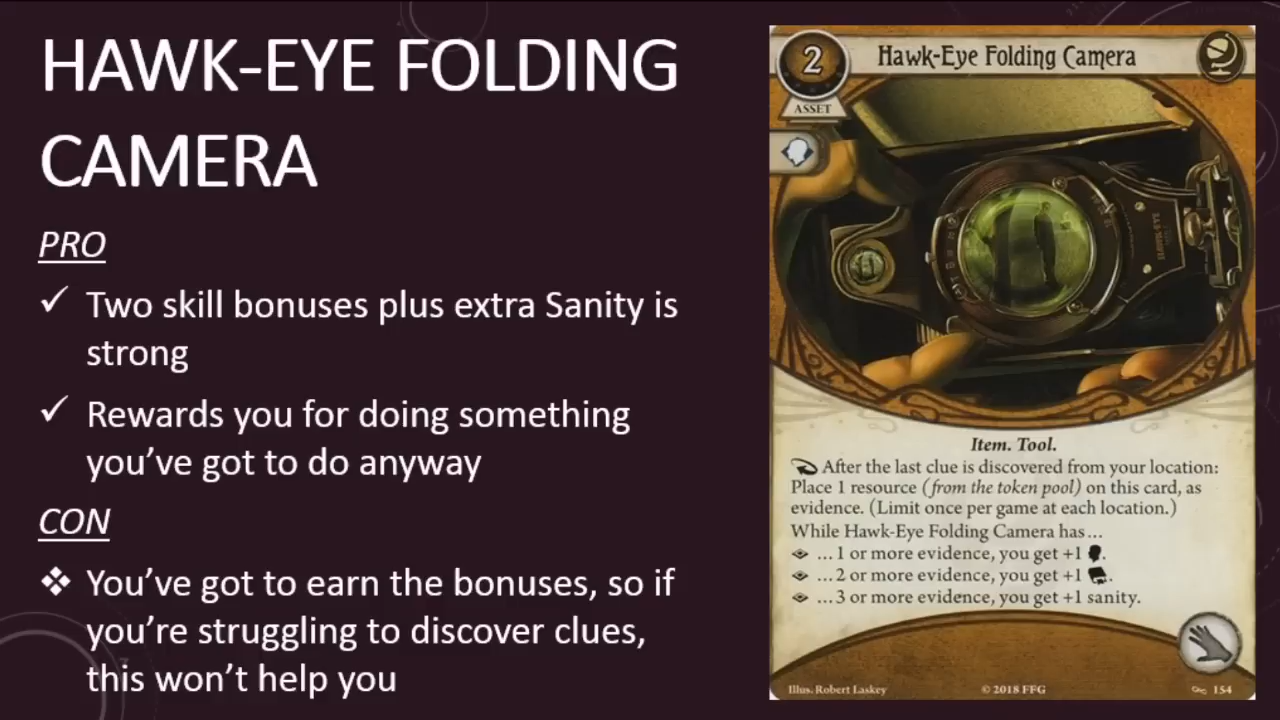 HAWK-EYE FOLDING
CAMERA
PRO
Two skill bonuses plus extra Sanity is
strong
Rewards you for doing something
you've got to do anyway
CON
You've got to earn the bonuses, so if
you're struggling to discover clues,
this won't help you
2
Hawk-Eye Folding Camera
ASSET
Item. Tool.
After the last clue is discovered from your location:
Place 1 resource (from the token pool) on this card, as
evidence. (Limit once per game at each location.)
While Hawk-Eye Folding Camera has...
...1 or more evidence, you get +1
...2 or more evidence, you get +1
...3 or more evidence, you get +1 sanity.
Illus. Robert Laskey
© 2018 FFG
154